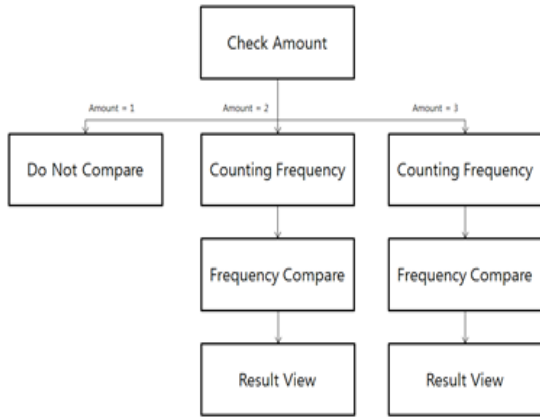 Check Amount
Amount = 1
Amount = 2
Amount = 3
Do Not Compare
Counting Frequency
Counting Frequency
Frequency Compare
Frequency Compare
Result View
Result View